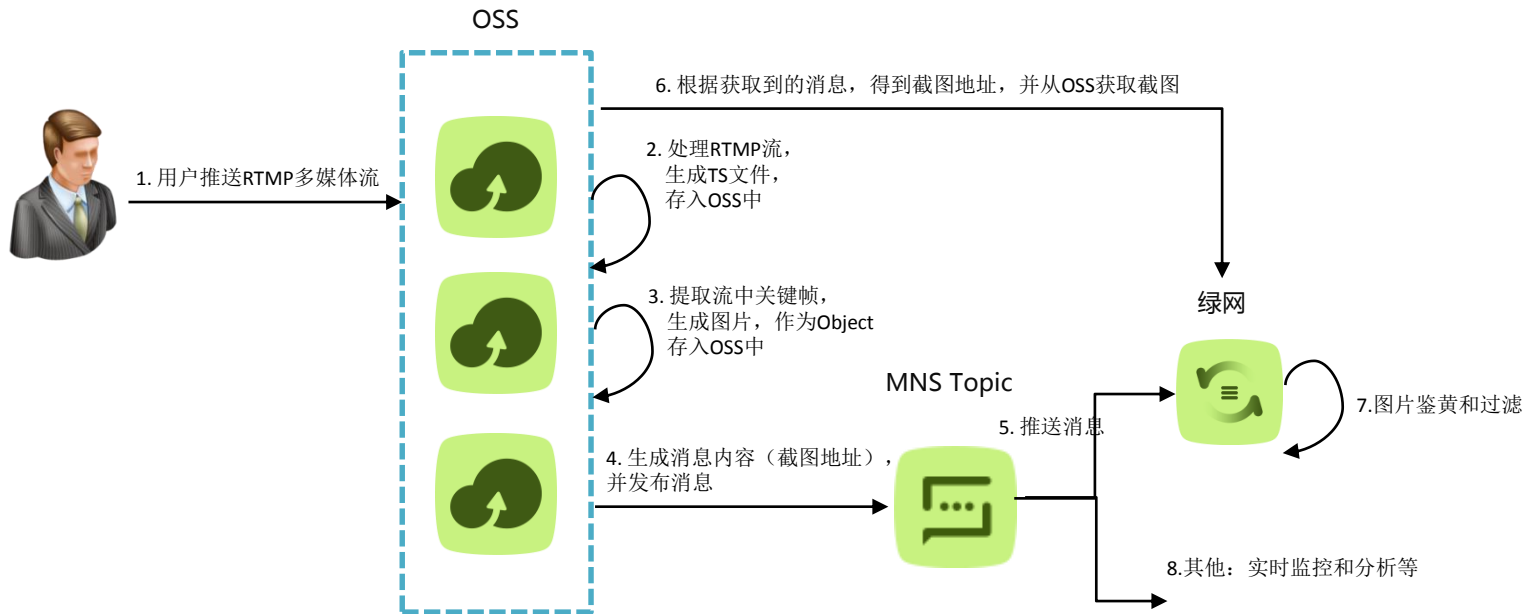 OSS
6. 根据获取到的消息，得到截图地址，并从OSS获取截图
1. 用户推送RTMP多媒体流
2. 处理RTMP流，
生成TS文件，
存入OSS中
3. 提取流中关键帧，
生成图片，作为Object
存入OSS中
绿网
MNS Topic
7.图片鉴黄和过滤
5. 推送消息
4. 生成消息内容（截图地址），
并发布消息
8.其他：实时监控和分析等